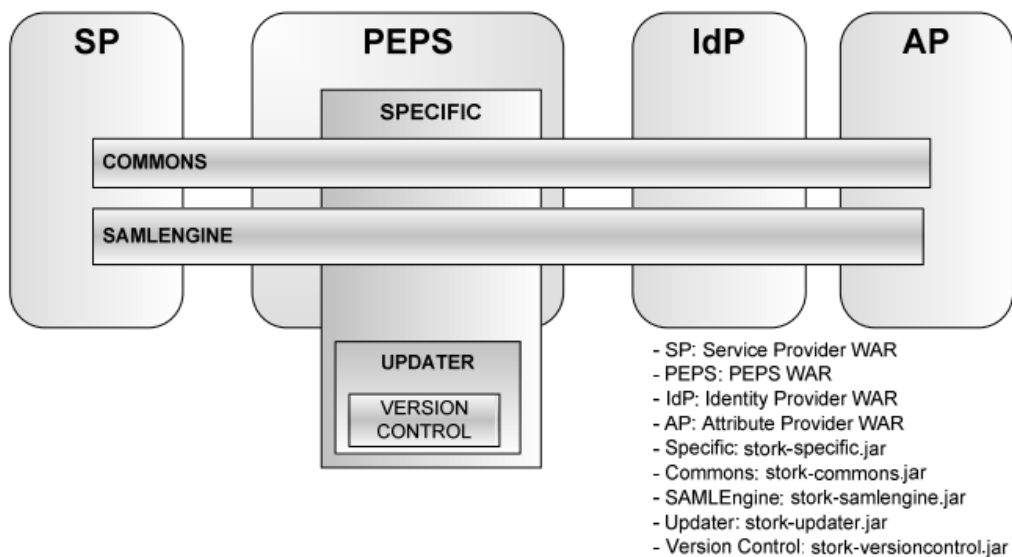 SP
PEPS
IdP
AP
SPECIFIC
COMMONS
SAMLENGINE
UPDATER
VERSION
CONTROL
- SP: Service Provider WAR
- PEPS: PEPS WAR
- IdP: Identity Provider WAR
- AP: Attribute Provider WAR
- Specific: stork-specific.jar
- Commons: stork-commons.jar
- SAMLEngine: stork-samlengine.jar
- Updater: stork-updater.jar
- Version Control: stork-versioncontrol.jar